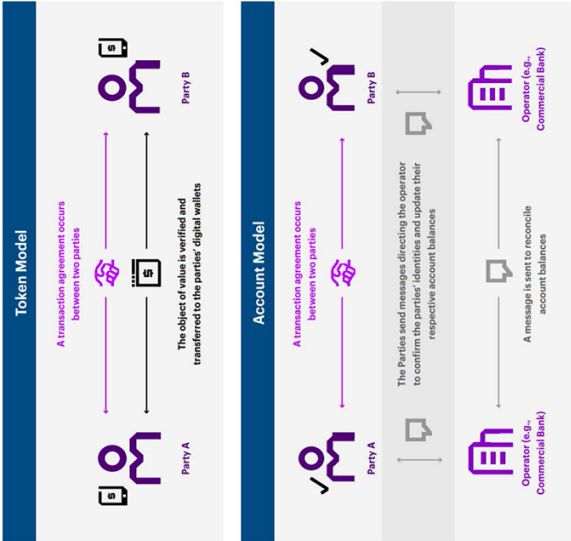 Token Model
A transaction agreement occurs
between two parties
Party A
Party B
The object of value is verified and
transferred to the parties' digital wallets
Account Model
A transaction agreement occurs
between two parties
Party A
Party B
The Parties send messages directing the operator
to confirm the parties' identities and update their
respective account balances
Operator (e.g.,
Commercial Bank)
Operator (e.g.,
Commercial Bank)
A message is sent to reconcile
account balances